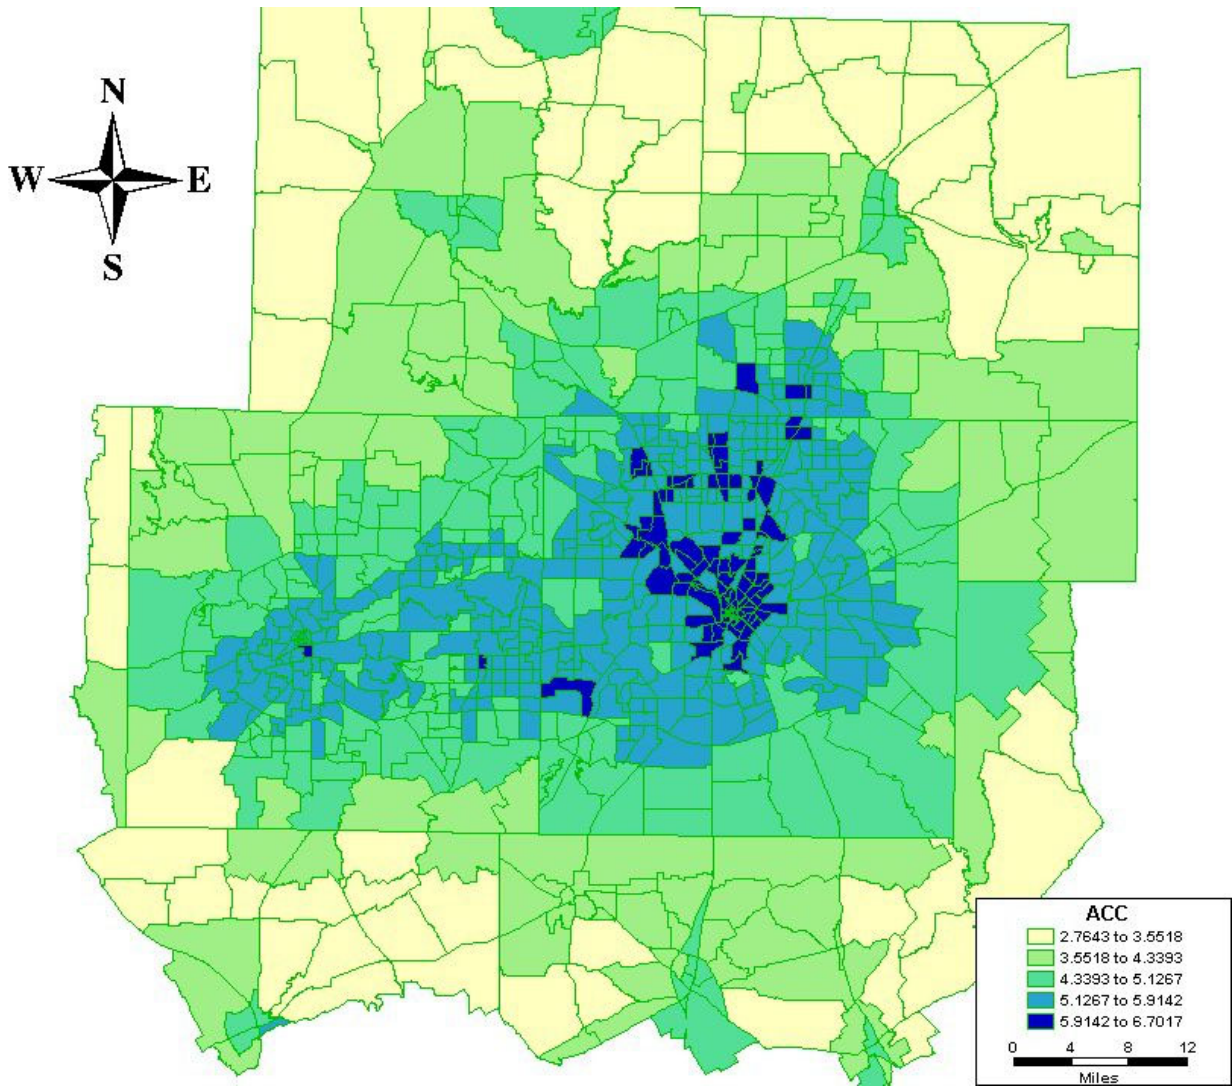 N
W E
S
ACC
2.7643 to 3.5518
3.5518 to 4.3393
4.3393 to 5.1267
5.1267 to 5.9142
5.9142 to 6.7017
0 4 8 12
Miles